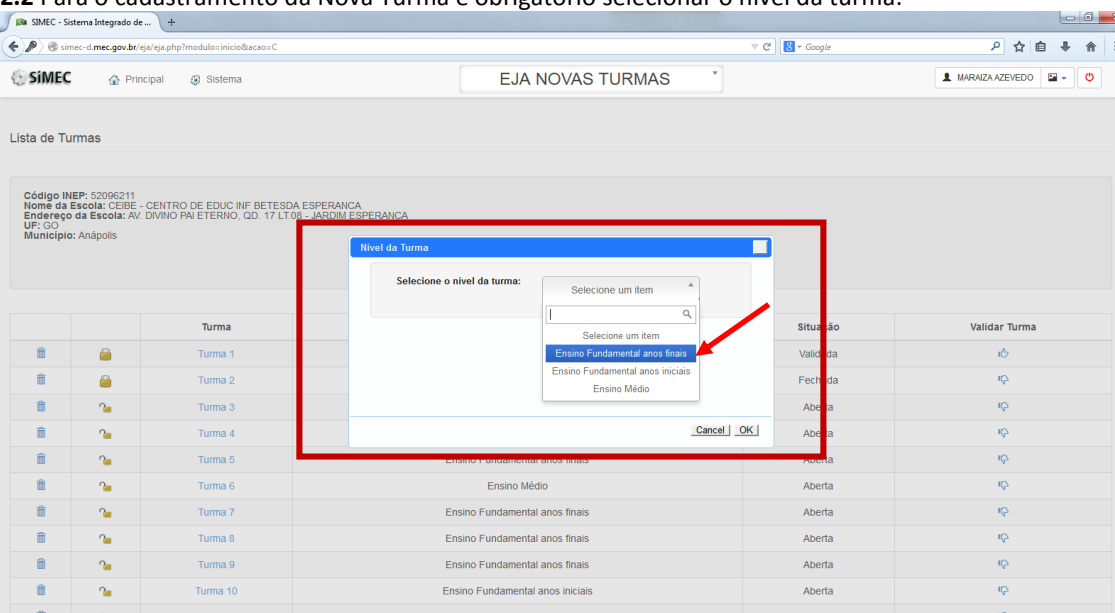 2.2 Para o cadastramento da Nova Turma é obrigatório selecionar o nível da turma.
SIMEC - Sistema Integrado de ...
simec-d.mec.gov.br/eja/eja.php?modulo=inicio&acao=C
Google
SiMEC
Principal
Sistema
EJA NOVAS TURMAS
MARAIZA AZEVEDO
Lista de Turmas
Código INEP: 52096211
Nome da Escola: CEIBE - CENTRO DE EDUC INF BETESDA ESPERANCA
Endereço da Escola: AV. DIVINO PAI ETERNO, QD. 17 LT.08 - JARDIM ESPERANCA
UF: GO
Município: Anápolis
Nível da Turma
Selecione o nível da turma:
Selecione um item
Selecione um item
Ensino Fundamental anos finais
Ensino Fundamental anos iniciais
Ensino Médio
Cancel OK
Turma Situação Validar Turma
Turma 1 Validada
Turma 2 Fechada
Turma 3 Aberta
Turma 4 Aberta
Turma 5 Ensino Fundamental anos finais Aberta
Turma 6 Ensino Médio Aberta
Turma 7 Ensino Fundamental anos finais Aberta
Turma 8 Ensino Fundamental anos finais Aberta
Turma 9 Ensino Fundamental anos finais Aberta
Turma 10 Ensino Fundamental anos iniciais Aberta